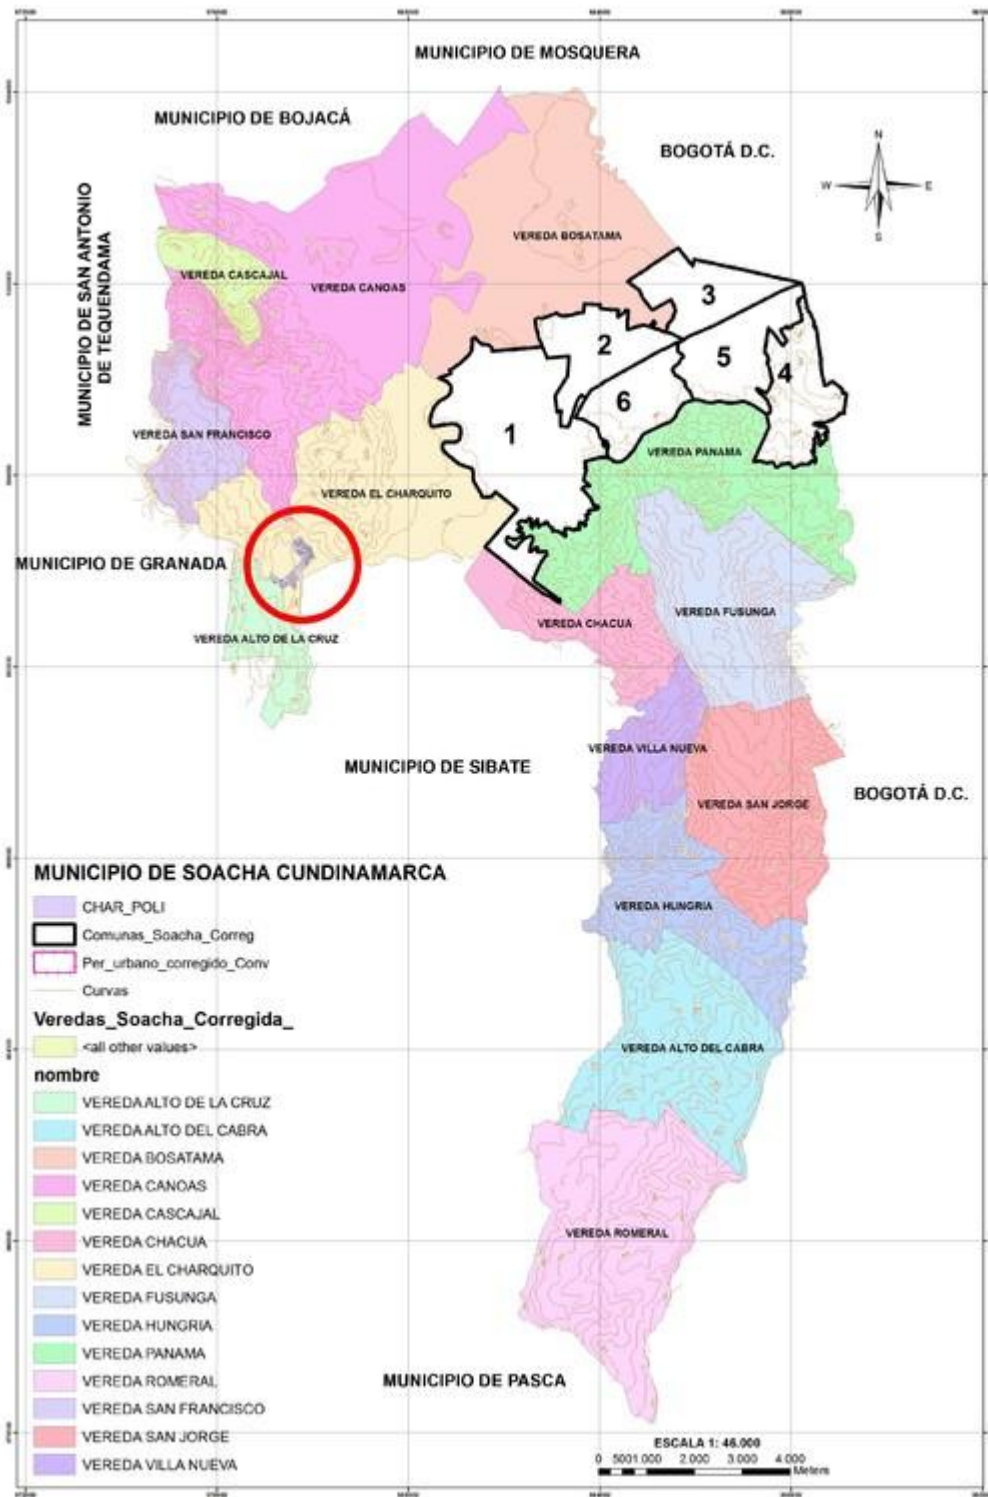 MUNICIPIO DE MOSQUERA
MUNICIPIO DE BOJACÁ
BOGOTÁ D.C.
N
W E
S
MUNICIPIO DE SAN ANTONIO
DE TEQUENDAMA
VEREDA BOSATAMA
VEREDA CASCAJAL
VEREDA CANOAS
3
2
5
4
6
1
VEREDA SAN FRANCISCO
VEREDA PANAMA
VEREDA EL CHARQUITO
MUNICIPIO DE GRANADA
VEREDA FUSUNGA
VEREDA CHACUA
VEREDA ALTO DE LA CRUZ
VEREDA VILLA NUEVA
MUNICIPIO DE SIBATE
BOGOTÁ D.C.
VEREDA SAN JORGE
VEREDA HUNGRIA
VEREDA ALTO DEL CABRA
VEREDA ROMERAL
MUNICIPIO DE PASCA
MUNICIPIO DE SOACHA CUNDINAMARCA
CHAR_POLI
Comunas_Soacha_Correg
Per_urbano_corregido_Conv
Curvas
Veredas_Soacha_Corregida_
<all other values>
nombre
VEREDA ALTO DE LA CRUZ
VEREDA ALTO DEL CABRA
VEREDA BOSATAMA
VEREDA CANOAS
VEREDA CASCAJAL
VEREDA CHACUA
VEREDA EL CHARQUITO
VEREDA FUSUNGA
VEREDA HUNGRIA
VEREDA PANAMA
VEREDA ROMERAL
VEREDA SAN FRANCISCO
VEREDA SAN JORGE
VEREDA VILLA NUEVA
ESCALA 1: 46.000
0 500 1.000 2.000 3.000 4.000
Meters